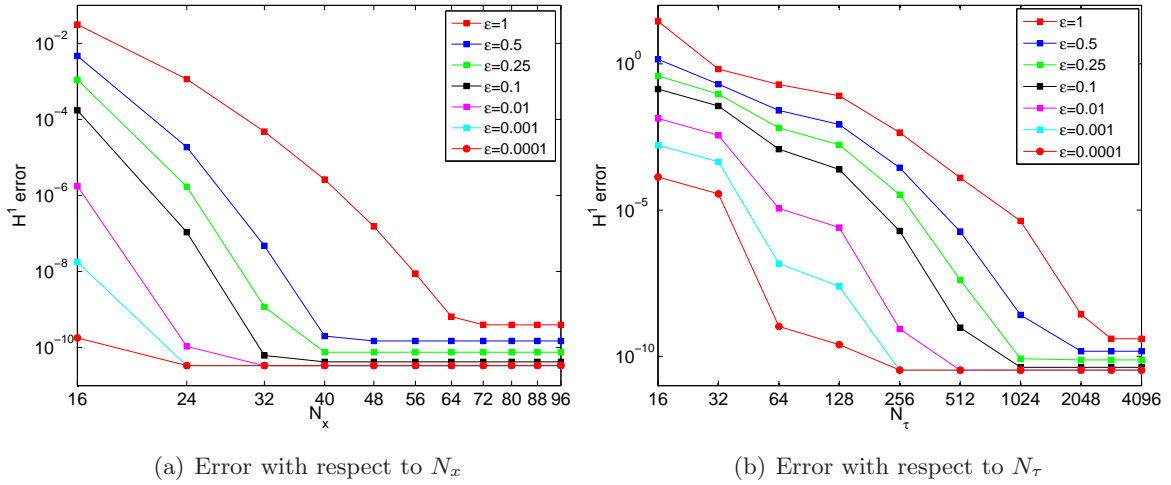 10^-2
10^-4
10^-6
10^-8
10^-10
H^1 error
16 24 32 40 48 56 64 72 80 88 96
N_x
ε=1
ε=0.5
ε=0.25
ε=0.1
ε=0.01
ε=0.001
ε=0.0001
(a) Error with respect to N_x
10^0
10^-5
10^-10
H^1 error
16 32 64 128 256 512 1024 2048 4096
N_τ
ε=1
ε=0.5
ε=0.25
ε=0.1
ε=0.01
ε=0.001
ε=0.0001
(b) Error with respect to N_τ